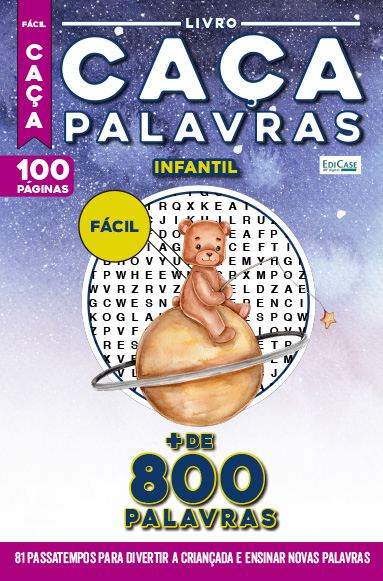 FÁCIL
CAÇA
LIVRO
CAÇA
PALAVRAS
INFANTIL
100
PÁGINAS
EDICASE
digital
FÁCIL
+DE
800
PALAVRAS
81 PASSATEMPOS PARA DIVERTIR A CRIANÇADA E ENSINAR NOVAS PALAVRAS